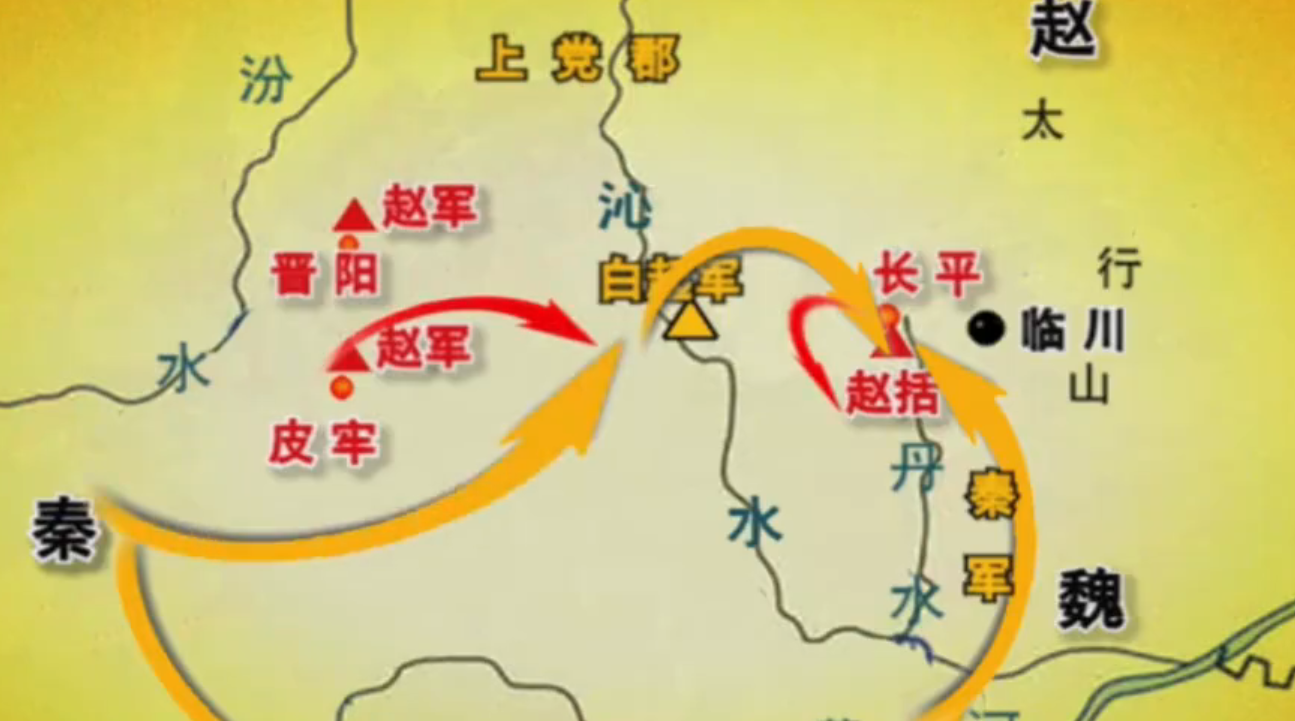 赵
上党郡
汾
太
赵军
沁
晋阳
白起军
长平
行
临川
赵军
水
山
赵括
皮牢
丹
秦
水
秦军
水
魏
河